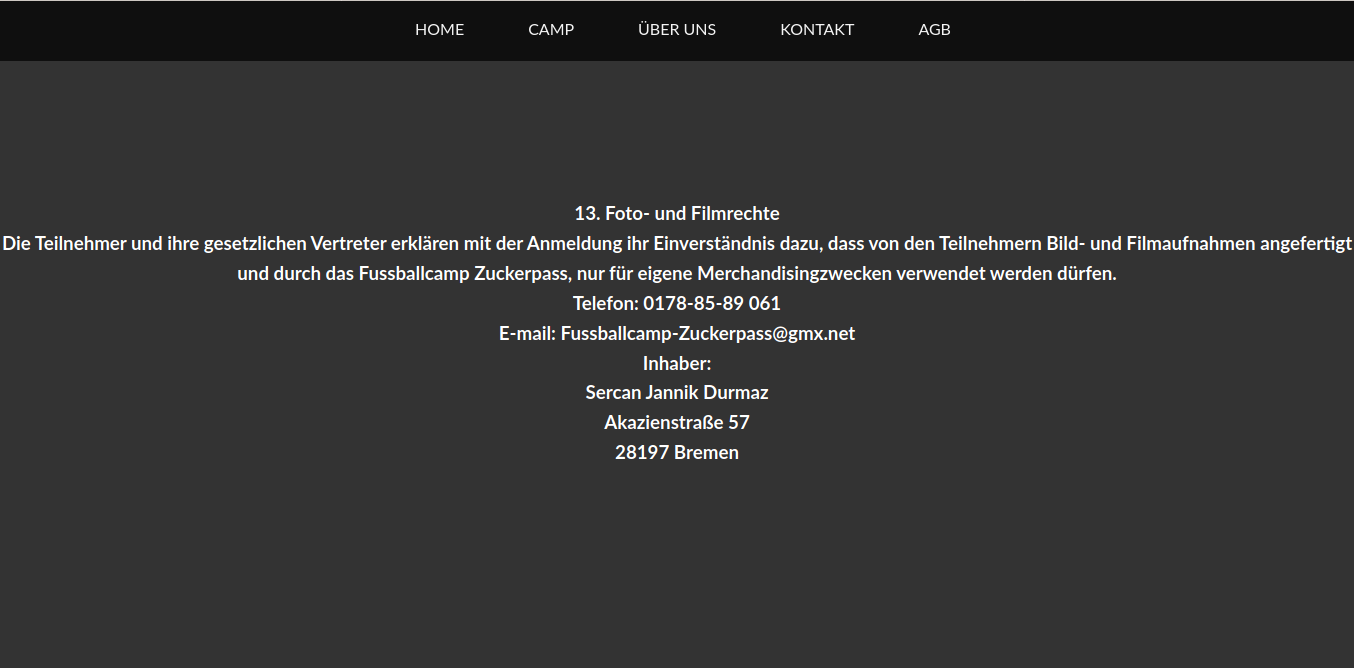 HOME CAMP ÜBER UNS KONTAKT AGB
13. Foto- und Filmrechte
Die Teilnehmer und ihre gesetzlichen Vertreter erklären mit der Anmeldung ihr Einverständnis dazu, dass von den Teilnehmern Bild- und Filmaufnahmen angefertigt
und durch das Fussballcamp Zuckerpass, nur für eigene Merchandisingzwecken verwendet werden dürfen.
Telefon: 0178-85-89 061
E-mail: Fussballcamp-Zuckerpass@gmx.net
Inhaber:
Sercan Jannik Durmaz
Akazienstraße 57
28197 Bremen